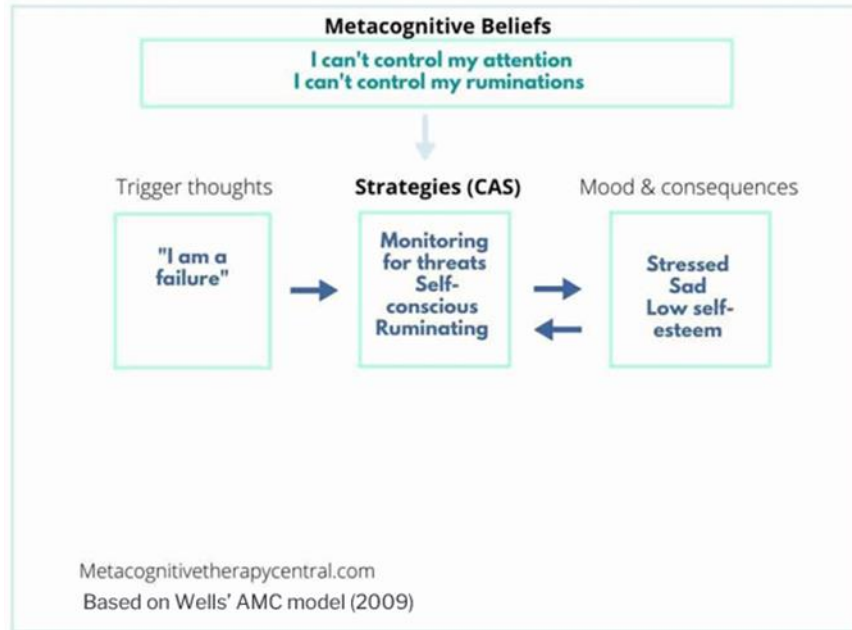 Metacognitive Beliefs
I can't control my attention
I can't control my ruminations
Trigger thoughts
"I am a
failure"
Strategies (CAS)
Monitoring
for threats
Self-
conscious
Ruminating
Mood & consequences
Stressed
Sad
Low self-
esteem
Metacognitivetherapycentral.com
Based on Wells’ AMC model (2009)